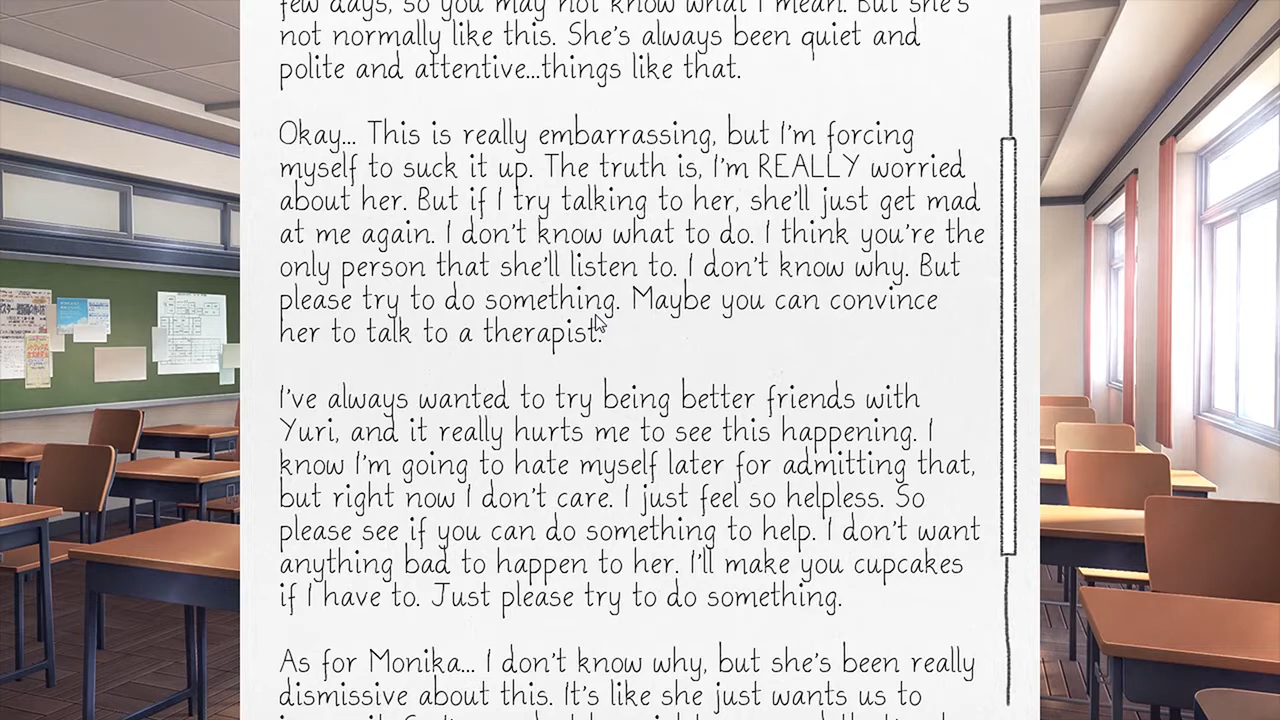 few days, so you may not know what I mean. But she's
not normally like this. She's always been quiet and
polite and attentive...things like that.
Okay... This is really embarrassing, but I'm forcing
myself to suck it up. The truth is, I'm REALLY worried
about her. But if I try talking to her, she'll just get mad
at me again. I don't know what to do. I think you're the
only person that she'll listen to. I don't know why. But
please try to do something. Maybe you can convince
her to talk to a therapist.
I've always wanted to try being better friends with
Yuri, and it really hurts me to see this happening. I
know I'm going to hate myself later for admitting that,
but right now I don't care. I just feel so helpless. So
please see if you can do something to help. I don't want
anything bad to happen to her. I'll make you cupcakes
if I have to. Just please try to do something.
As for Monika... I don't know why, but she's been really
dismissive about this. It's like she just wants us to